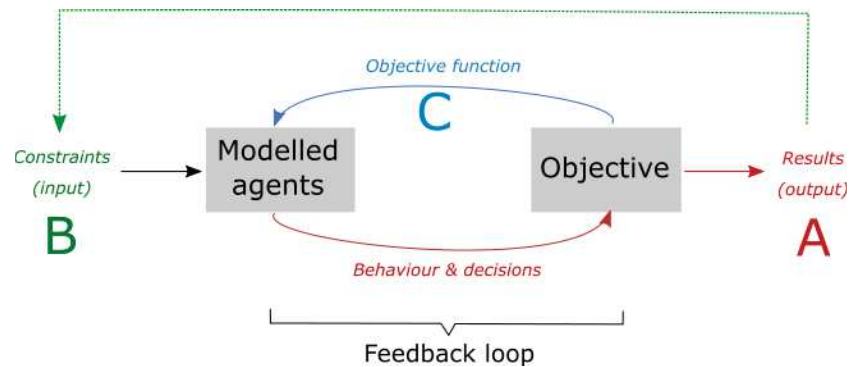 Objective function
C
Constraints
(input)
B
Modelled
agents
Objective
Results
(output)
A
Behaviour & decisions
Feedback loop